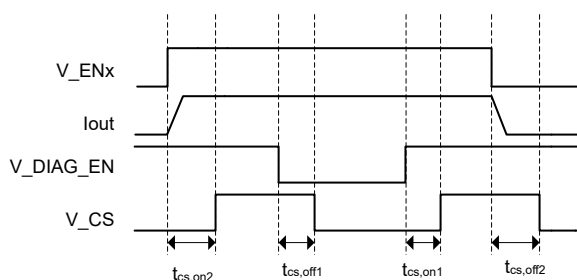 V_ENx
Iout
V_DIAG_EN
V_CS
tcs,on2
tcs,off1
tcs,on1
tcs,off2